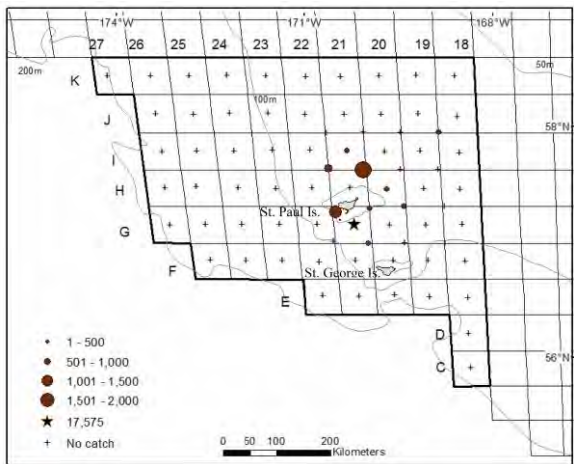 174°W 171°W 168°W
27 26 25 24 23 22 21 20 19 18
200m 50m
K
100m
J
58°N
I
H
St. Paul Is.
G
F
St. George Is.
E
D
1 - 500
501 - 1,000
56°N
C
1,001 - 1,500
1,501 - 2,000
17,575
No catch
0 50 100 200
Kilometers